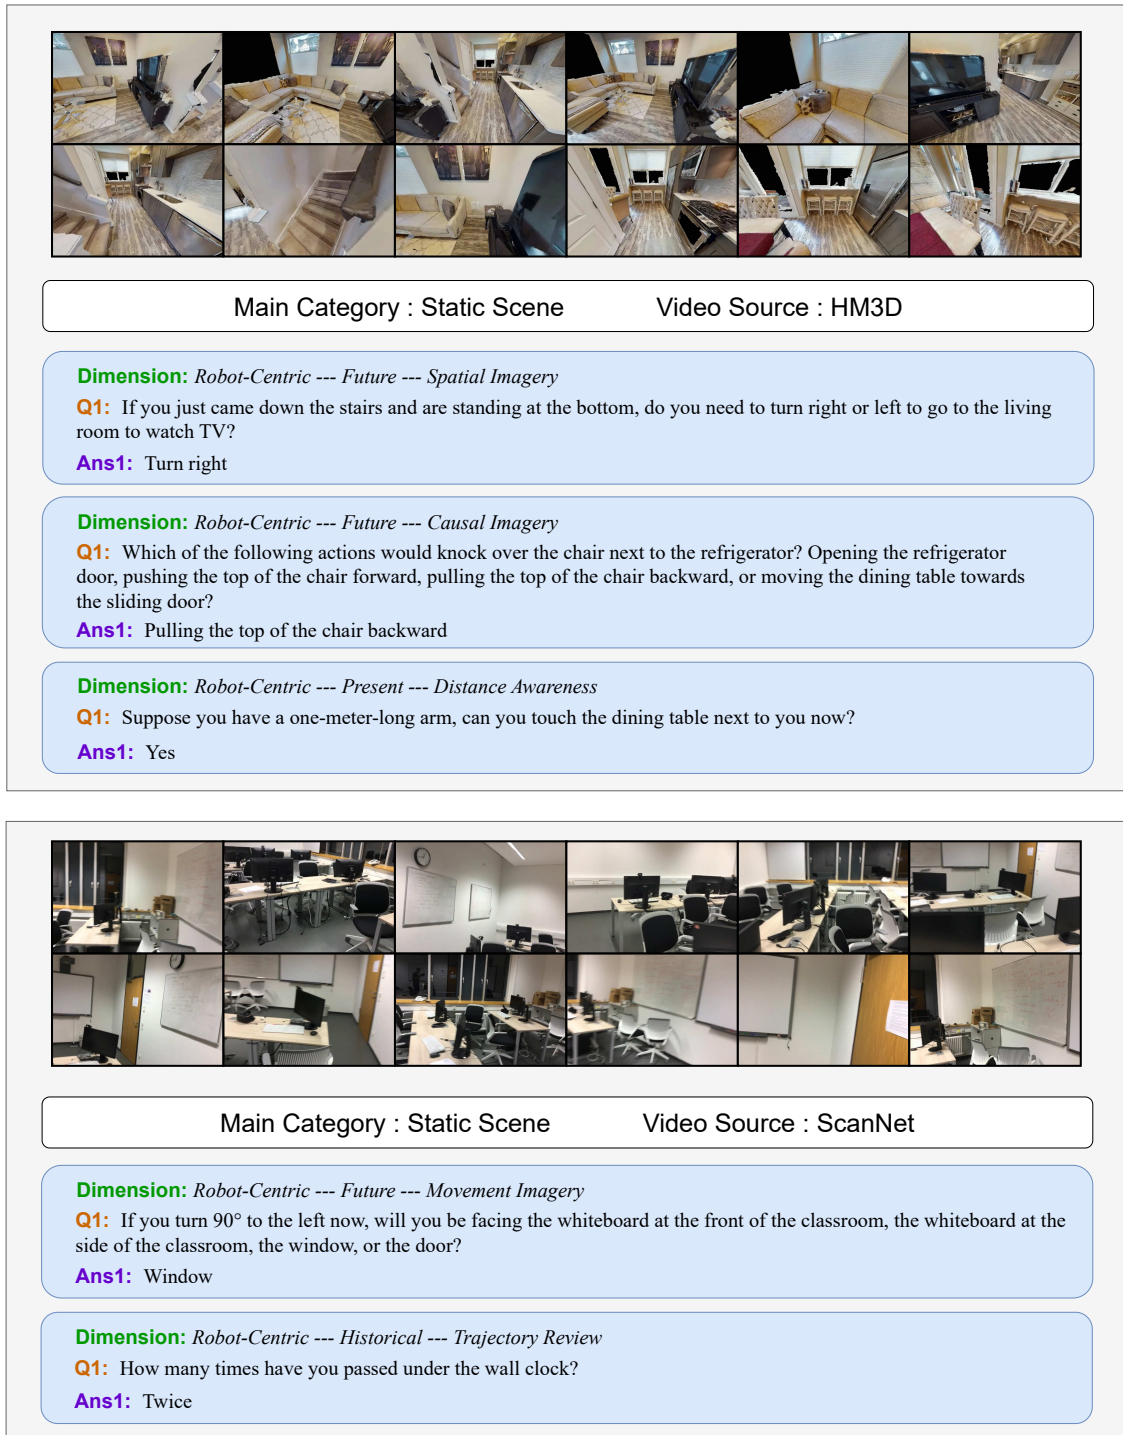 Main Category : Static Scene Video Source : HM3D
Dimension: Robot-Centric --- Future --- Spatial Imagery
Q1: If you just came down the stairs and are standing at the bottom, do you need to turn right or left to go to the living
room to watch TV?
Ans1: Turn right
Dimension: Robot-Centric --- Future --- Causal Imagery
Q1: Which of the following actions would knock over the chair next to the refrigerator? Opening the refrigerator
door, pushing the top of the chair forward, pulling the top of the chair backward, or moving the dining table towards
the sliding door?
Ans1: Pulling the top of the chair backward
Dimension: Robot-Centric --- Present --- Distance Awareness
Q1: Suppose you have a one-meter-long arm, can you touch the dining table next to you now?
Ans1: Yes
Main Category : Static Scene Video Source : ScanNet
Dimension: Robot-Centric --- Future --- Movement Imagery
Q1: If you turn 90° to the left now, will you be facing the whiteboard at the front of the classroom, the whiteboard at the
side of the classroom, the window, or the door?
Ans1: Window
Dimension: Robot-Centric --- Historical --- Trajectory Review
Q1: How many times have you passed under the wall clock?
Ans1: Twice